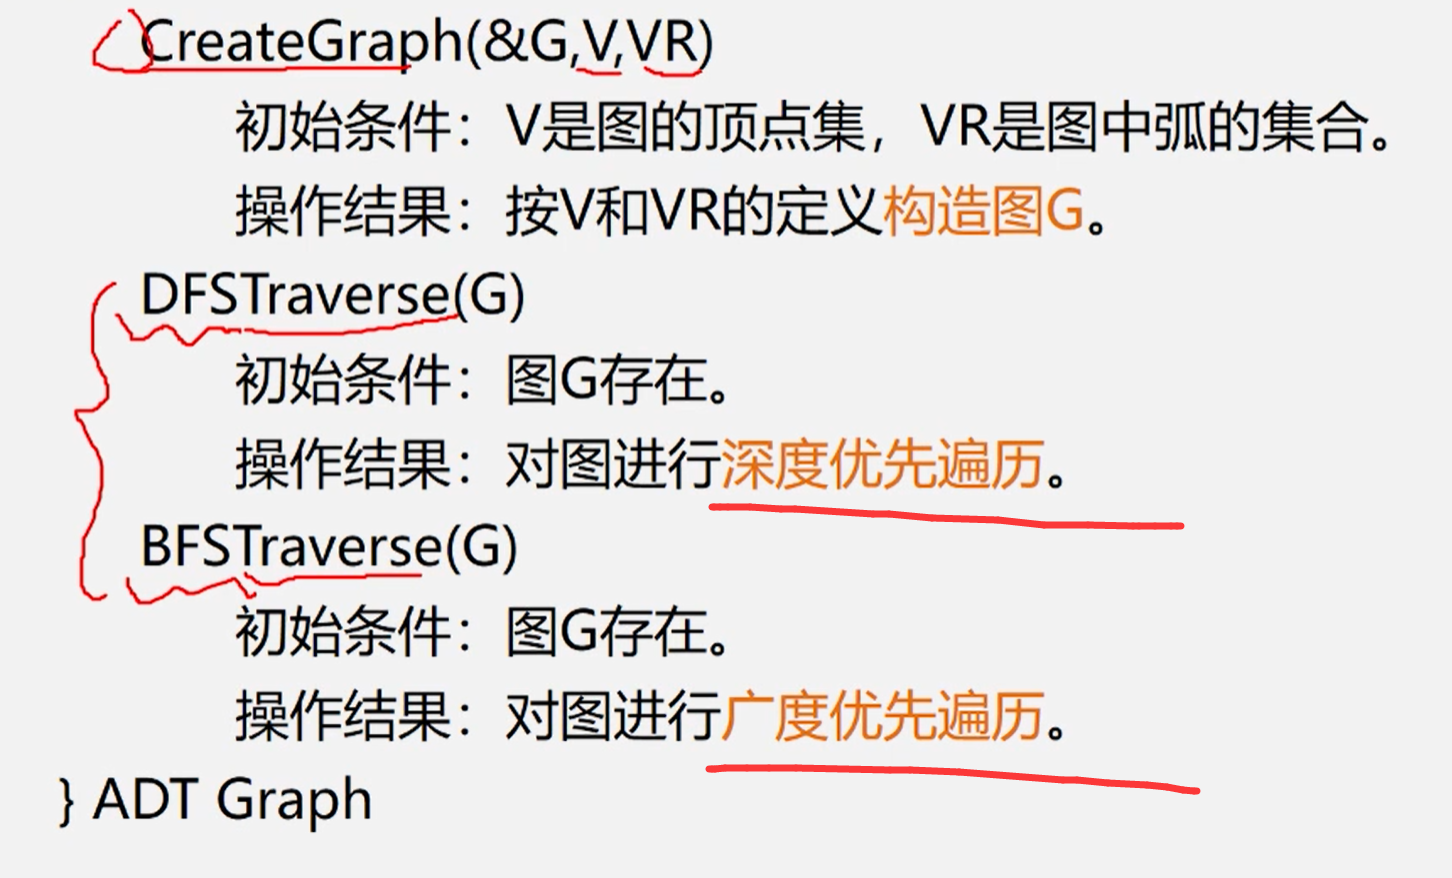 CreateGraph(&G,V,VR)
初始条件：V是图的顶点集，VR是图中弧的集合。
操作结果：按V和VR的定义构造图G。
DFSTraverse(G)
初始条件：图G存在。
操作结果：对图进行深度优先遍历。
BFSTraverse(G)
初始条件：图G存在。
操作结果：对图进行广度优先遍历。
} ADT Graph